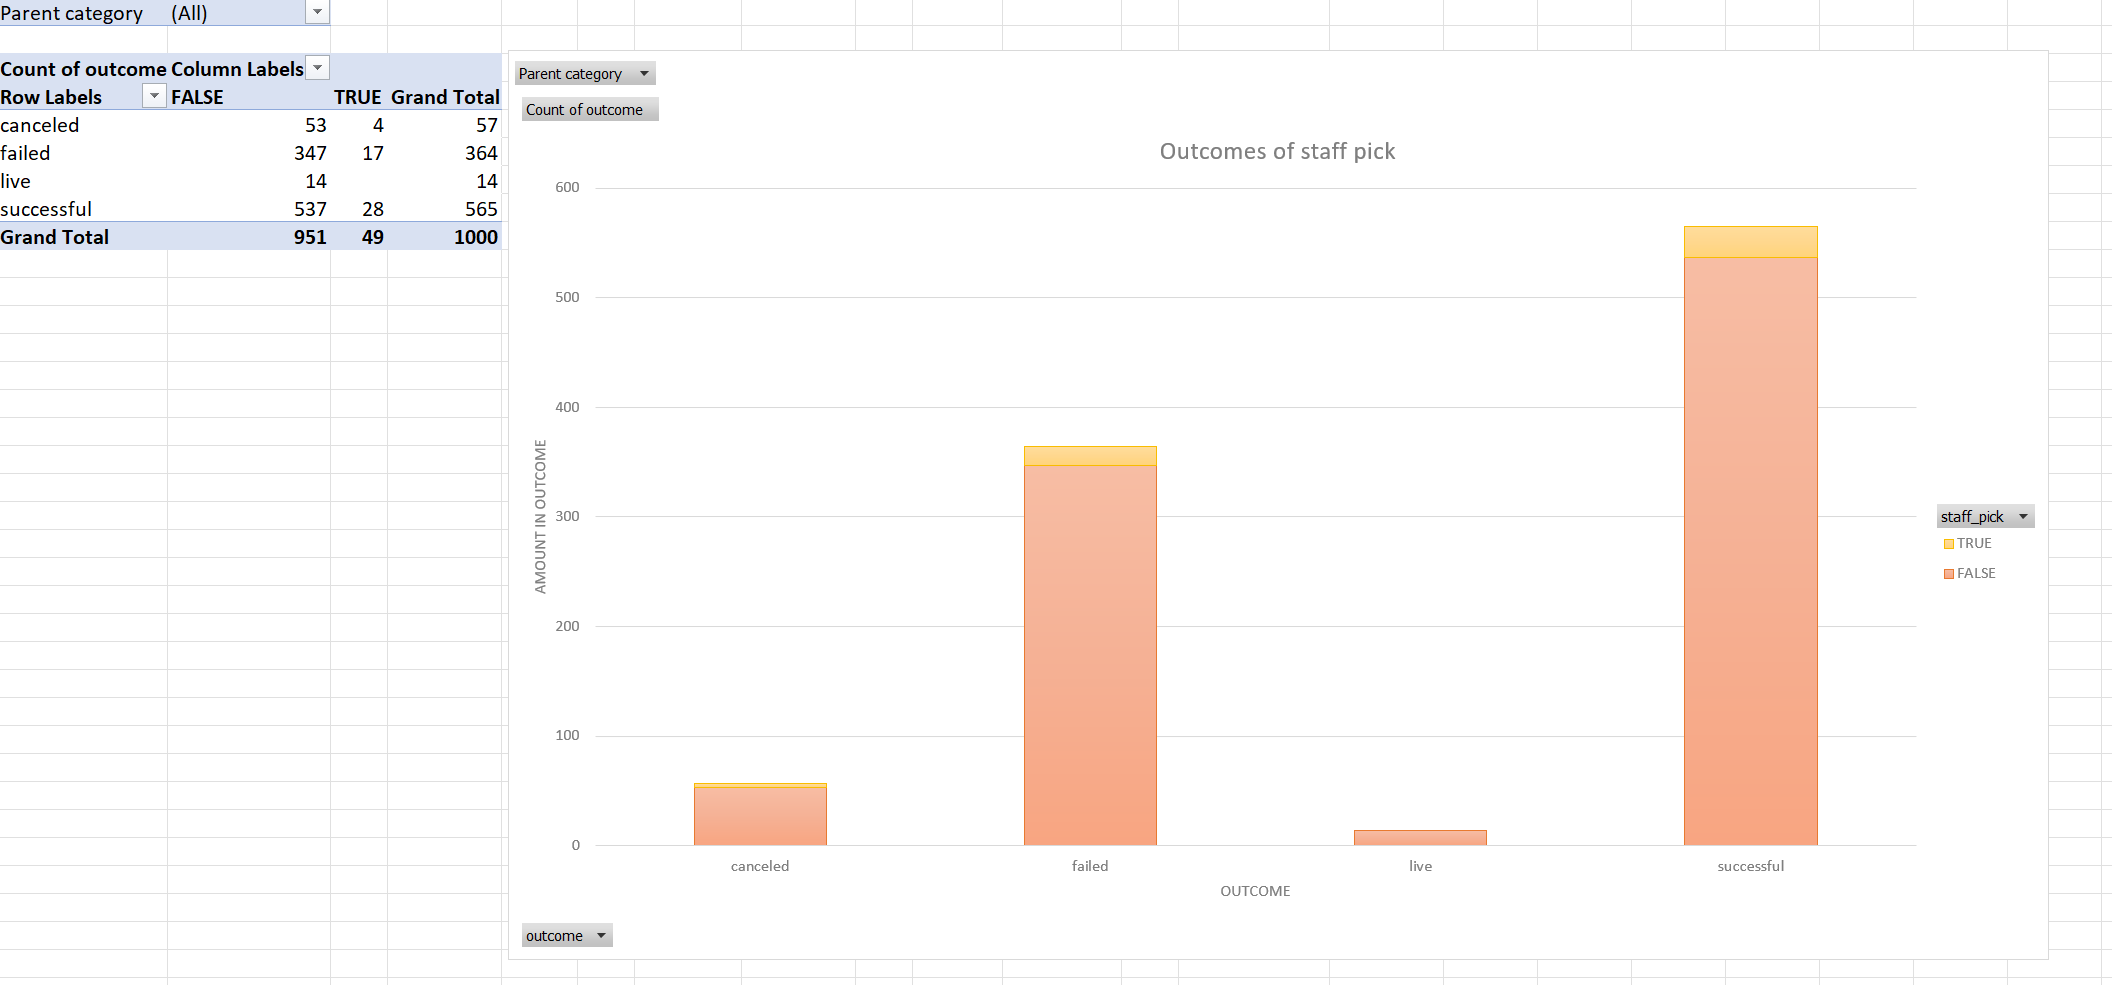 Parent category (All)
Count of outcome Column Labels
Row Labels FALSE TRUE Grand Total
canceled 53 4 57
failed 347 17 364
live 14 14
successful 537 28 565
Grand Total 951 49 1000
Parent category
Count of outcome
Outcomes of staff pick
600
500
400
300
200
100
0
AMOUNT IN OUTCOME
canceled failed live successful
OUTCOME
staff_pick
TRUE
FALSE
outcome